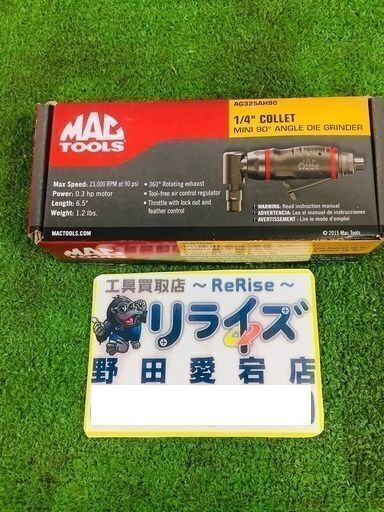 AG325AH90
1/4" COLLET
MINI 90° ANGLE DIE GRINDER
MAC
TOOLS
Max Speed: 23,000 RPM at 90 psi
Power: 0.3 hp motor
Length: 6.5"
Weight: 1.2 lbs.
• 360° Rotating exhaust
• Tool-free air control regulator
• Throttle with lock out and
feather control
WARNING: Read instruction manual
ADVERTENCIA: Lea el manual de instrucciones
AVERTISSEMENT: Lire le mode d'emploi
MACTOOLS.COM
© 2015 Mac Tools
MAC
TOOLS
工具買取店 ~ ReRise ~
リライズ
野田愛宕店